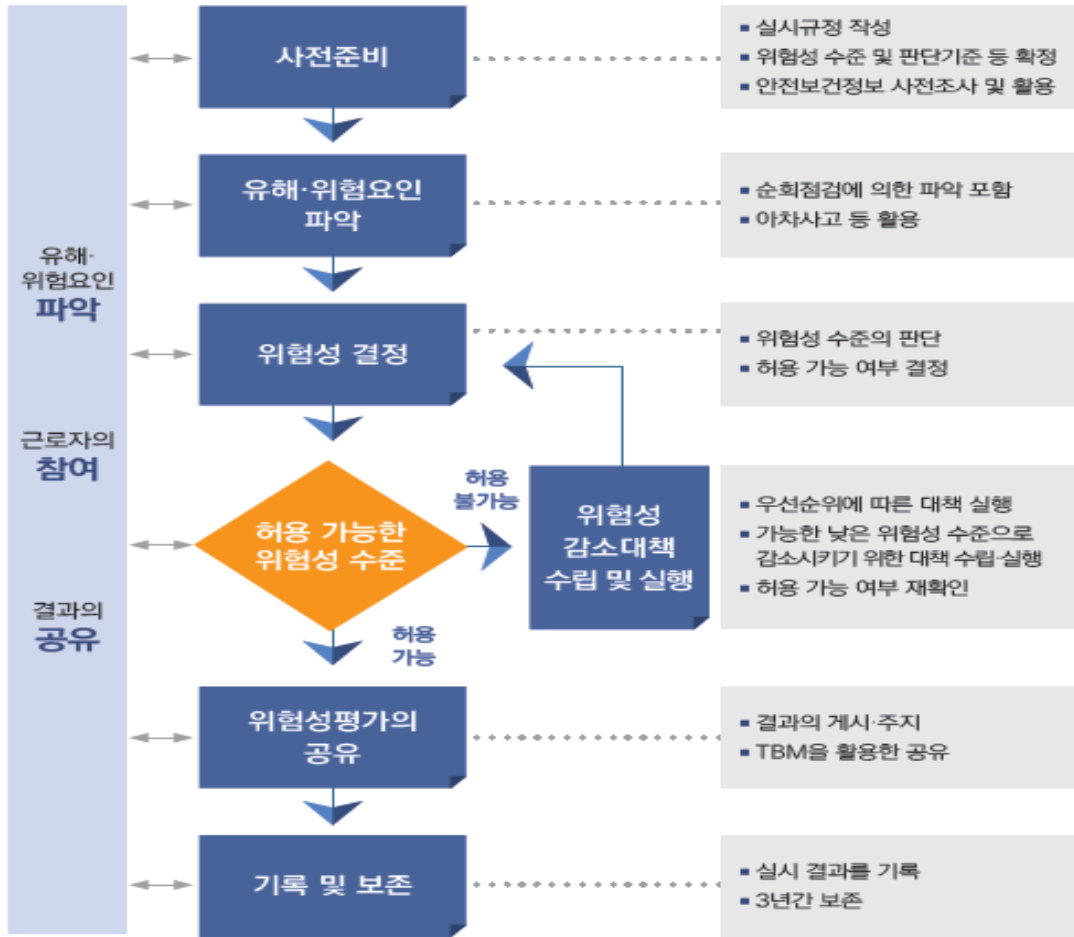 유해·
위험요인
파악
근로자의
참여
결과의
공유
사전준비
■ 실시규정 작성
■ 위험성 수준 및 판단기준 등 확정
■ 안전보건정보 사전조사 및 활용
유해·위험요인
파악
■ 순회점검에 의한 파악 포함
■ 아차사고 등 활용
위험성 결정
■ 위험성 수준의 판단
■ 허용 가능 여부 결정
허용 가능한
위험성 수준
허용
불가능
위험성
감소대책
수립 및 실행
■ 우선순위에 따른 대책 실행
■ 가능한 낮은 위험성 수준으로
감소시키기 위한 대책 수립·실행
■ 허용 가능 여부 재확인
허용
가능
위험성평가의
공유
■ 결과의 게시·주지
■ TBM을 활용한 공유
기록 및 보존
■ 실시 결과를 기록
■ 3년간 보존